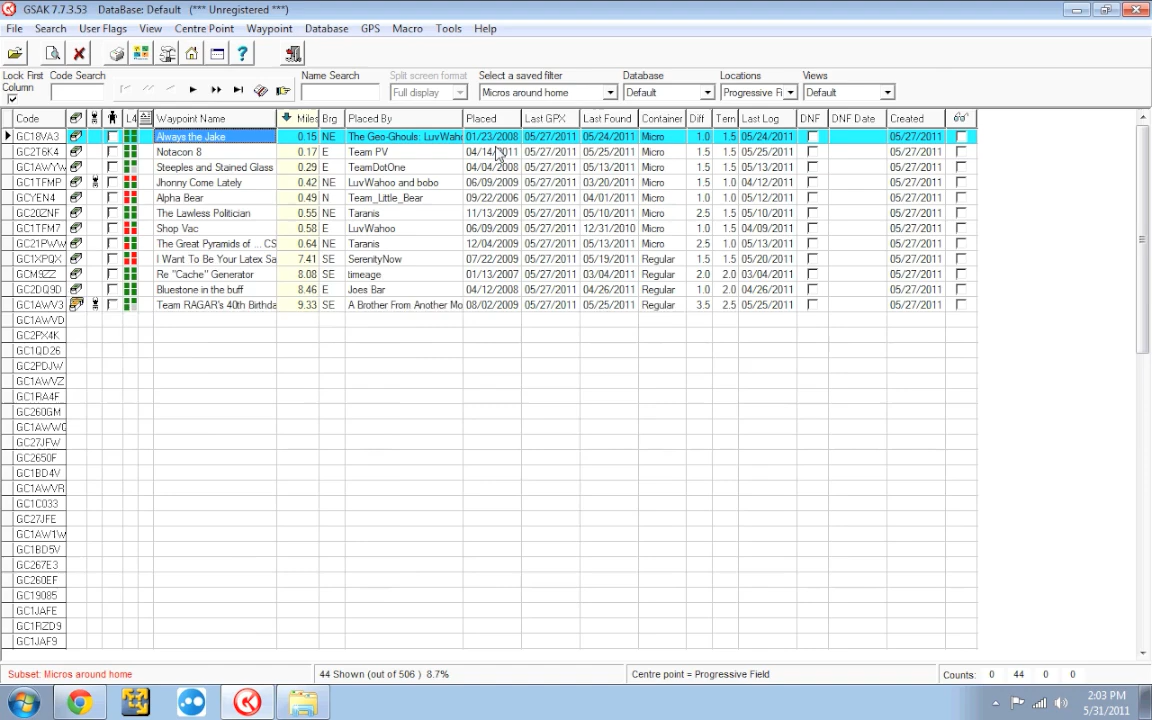 GSAK 7.7.3.53 DataBase: Default (*** Unregistered ***)
File Search User Flags View Centre Point Waypoint Database GPS Macro Tools Help
Lock First Column Code Search Name Search Split screen format Select a saved filter Database Locations Views
Full display Micros around home Default Progressive Fi Default
Code L4 Waypoint Name Miles Brg Placed By Placed Last GPX Last Found Container Diff Terr Last Log DNF DNF Date Created
GC18VA3 Always the Jake 0.15 NE The Geo-Ghouls: LuvWaho 01/23/2008 05/27/2011 05/24/2011 Micro 1.0 1.5 05/24/2011 05/27/2011
GC2T6K4 Notacon 8 0.17 E Team PV 04/14/2011 05/27/2011 05/25/2011 Micro 1.5 1.5 05/25/2011 05/27/2011
GC1AWYW Steeples and Stained Glass 0.29 E TeamDotOne 04/04/2008 05/27/2011 05/13/2011 Micro 1.5 1.5 05/13/2011 05/27/2011
GC1TFMP Jhonny Come Lately 0.42 NE LuvWahoo and bobo 06/09/2009 05/27/2011 03/20/2011 Micro 1.0 1.5 04/12/2011 05/27/2011
GCYEN4 Alpha Bear 0.49 N Team_Little_Bear 09/22/2006 05/27/2011 04/01/2011 Micro 1.0 1.5 04/01/2011 05/27/2011
GC20ZNF The Lawless Politician 0.55 NE Taranis 11/13/2009 05/27/2011 05/10/2011 Micro 2.5 1.5 05/10/2011 05/27/2011
GC1TFM7 Shop Vac 0.58 E LuvWahoo 06/09/2009 05/27/2011 12/31/2010 Micro 1.0 1.5 04/09/2011 05/27/2011
GC21PWW The Great Pyramids of ... CS 0.64 NE Taranis 12/04/2009 05/27/2011 05/13/2011 Micro 2.5 1.0 05/13/2011 05/27/2011
GC1XPQX I Want To Be Your Latex Sa 7.41 SE SerenityNow 07/22/2009 05/27/2011 05/19/2011 Regular 1.5 1.5 05/20/2011 05/27/2011
GCM9ZZ Re "Cache" Generator 8.08 SE limeage 01/13/2007 05/27/2011 03/04/2011 Regular 2.0 2.0 03/04/2011 05/27/2011
GC2DQ9D Bluestone in the buff 8.46 E Joes Bar 04/12/2008 05/27/2011 04/26/2011 Regular 1.0 2.0 04/26/2011 05/27/2011
GC1AWV3 Team RAGAR's 40th Birthda 9.33 SE A Brother From Another Mo 08/02/2009 05/27/2011 05/25/2011 Regular 3.5 2.5 05/25/2011 05/27/2011
GC1AWVD
GC2PX4K
GC1QD26
GC2PDJW
GC1AWVZ
GC1RA4F
GC260GM
GC1AWWC
GC27JFW
GC2650F
GC1BD4V
GC1AWVR
GC1C033
GC27JFE
GC1AW1W
GC1BD5V
GC267E3
GC260EF
GC19085
GC1JAFE
GC1RZD9
GC1JAF9
Subset: Micros around home 44 Shown (out of 506 ) 8.7% Centre point = Progressive Field Counts: 0 44 0 0
2:03 PM
5/31/2011